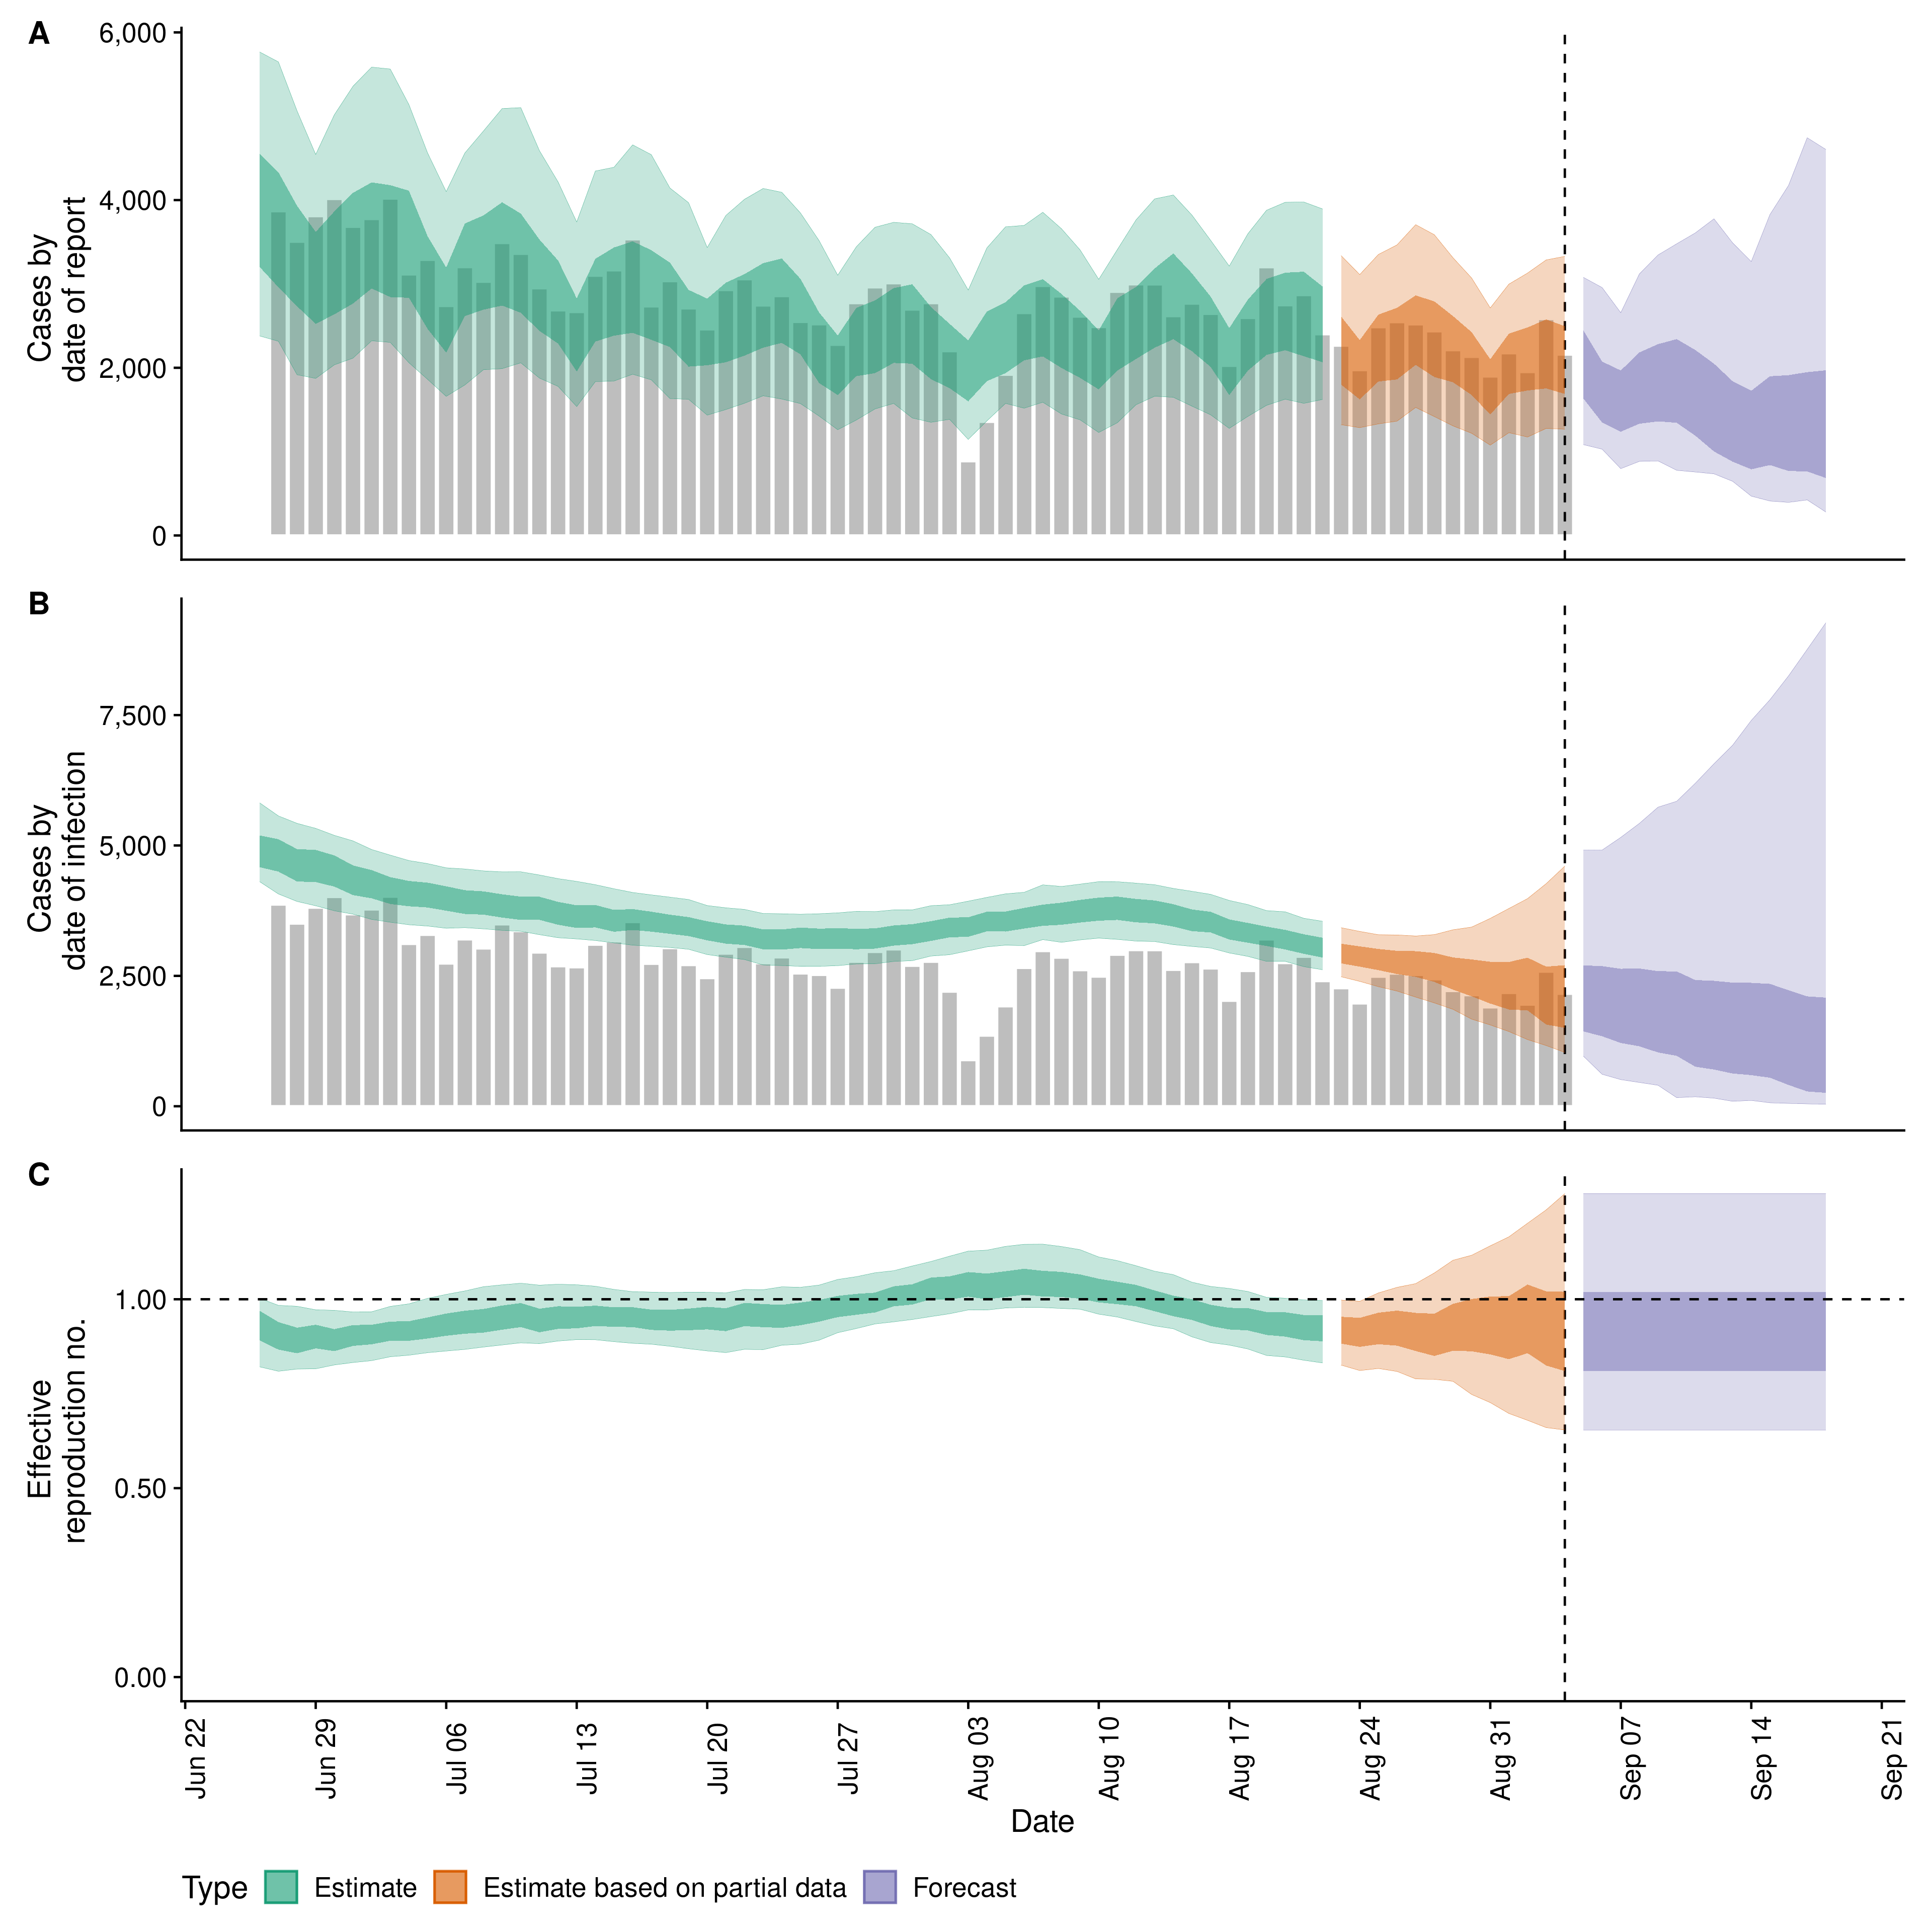 A
6,000
4,000
2,000
0
Cases by
date of report
B
7,500
5,000
2,500
0
Cases by
date of infection
C
1.00
0.50
0.00
Effective
reproduction no.
Jun 22
Jun 29
Jul 06
Jul 13
Jul 20
Jul 27
Aug 03
Aug 10
Aug 17
Aug 24
Aug 31
Sep 07
Sep 14
Sep 21
Date
Type Estimate Estimate based on partial data Forecast